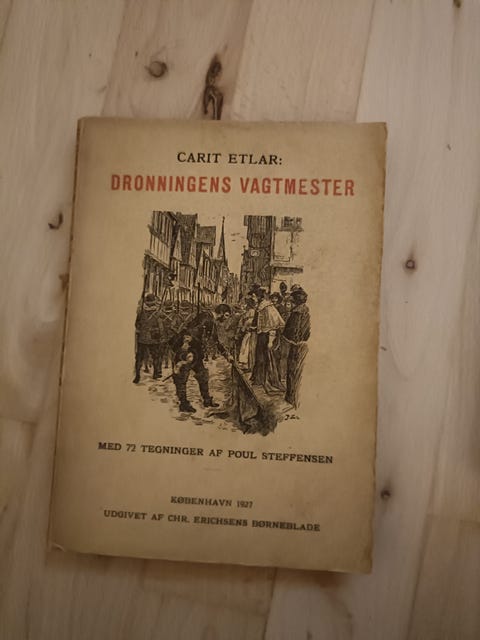 CARIT ETLAR:
DRONNINGENS VAGTMESTER
MED 72 TEGNINGER AF POUL STEFFENSEN
KØBENHAVN 1927
UDGIVET AF CHR. ERICHSENS BØRNEBLADE